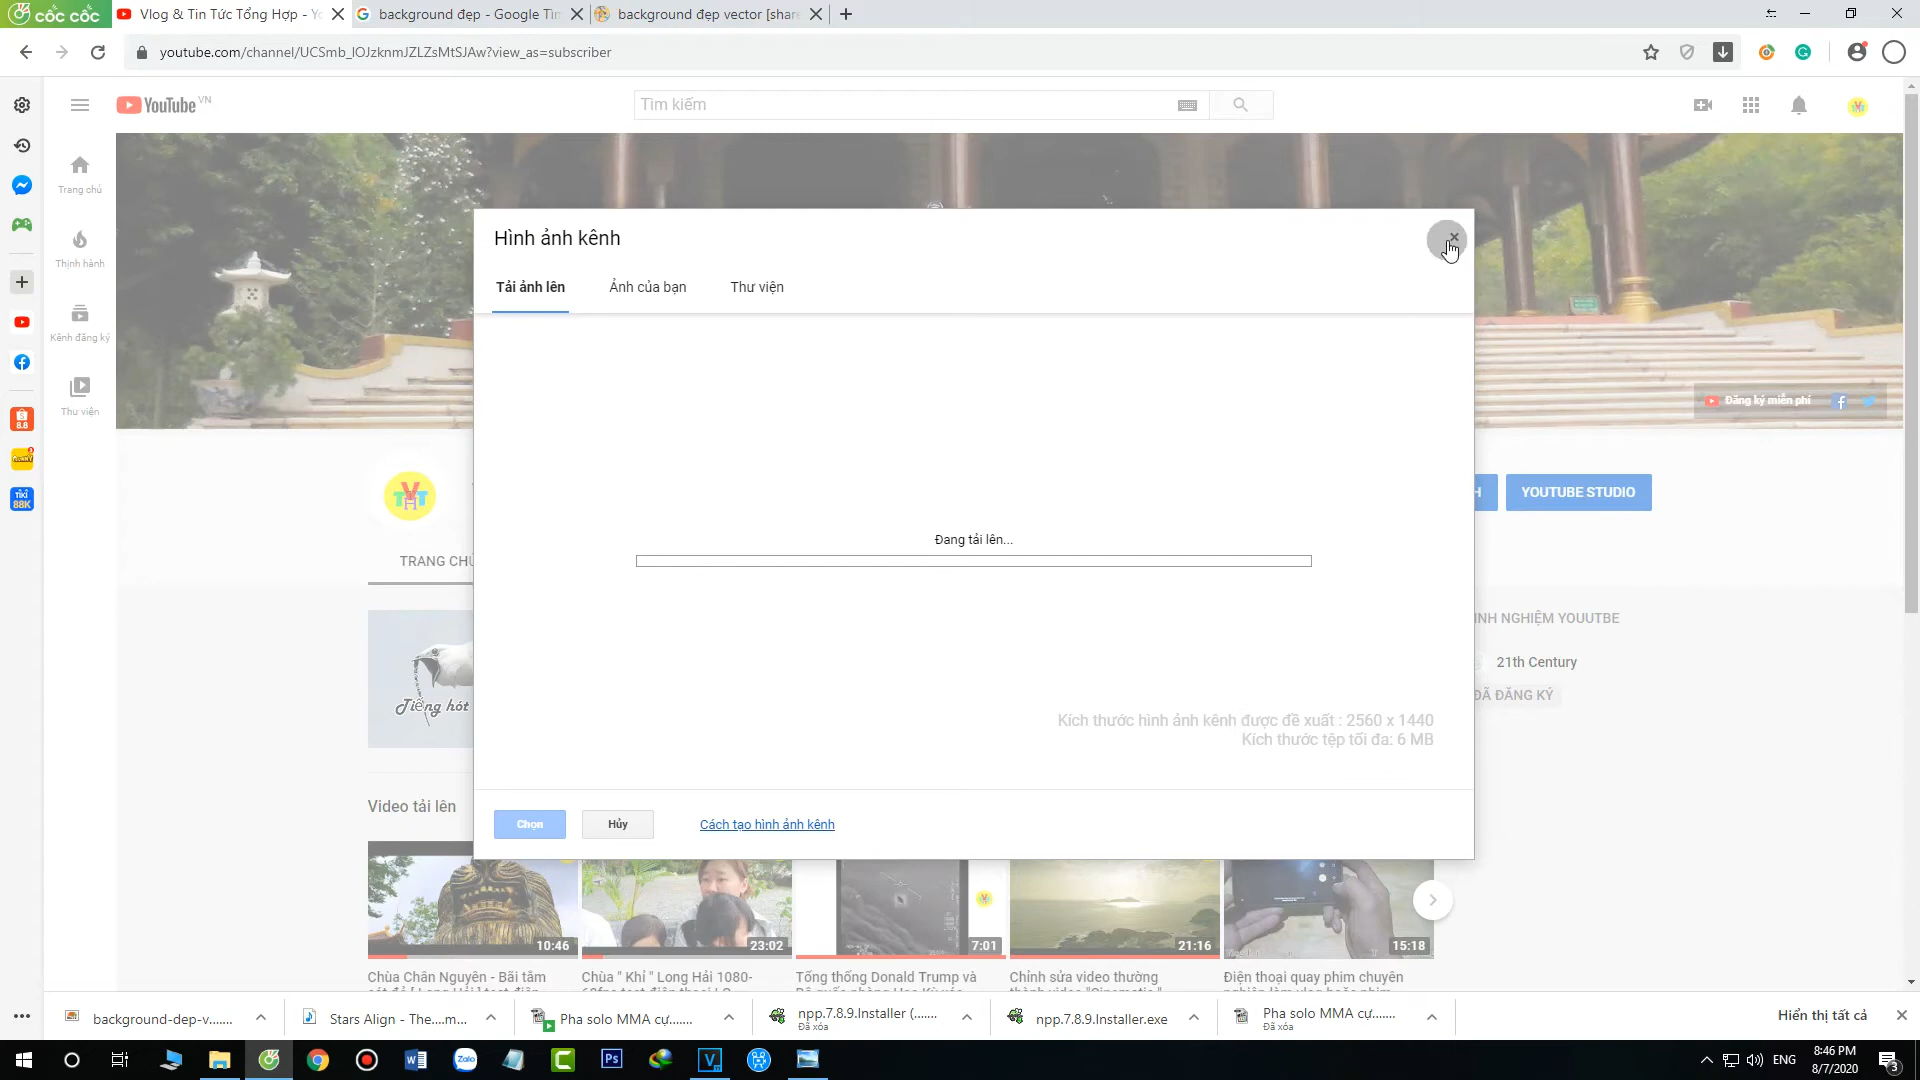 cốc cốc
Vlog & Tin Tức Tổng Hợp - Yo
background đẹp - Google Tìm
background đẹp vector [share
youtube.com/channel/UCSmb_lOJzknmJZLZsMtSJAw?view_as=subscriber
YouTube VN
Tìm kiếm
Trang chủ
Thịnh hành
Kênh đăng ký
Thư viện
Hình ảnh kênh
Tải ảnh lên
Ảnh của bạn
Thư viện
Đăng ký miễn phí
YOUTUBE STUDIO
Đang tải lên...
TRANG CHỦ
INH NGHIỆM YOUUTBE
21th Century
ĐÃ ĐĂNG KÝ
Tiếng hót
Kích thước hình ảnh kênh được đề xuất : 2560 x 1440
Kích thước tệp tối đa: 6 MB
Video tải lên
Chọn
Hủy
Cách tạo hình ảnh kênh
10:46
23:02
7:01
21:16
15:18
Chùa Chân Nguyên - Bãi tắm
Chùa " Khỉ " Long Hải 1080-
Tổng thống Donald Trump và
Chỉnh sửa video thường
Điện thoại quay phim chuyên
background-dep-v.......
Stars Align - The....m...
Pha solo MMA cự.......
npp.7.8.9.Installer (.......
Đã xóa
npp.7.8.9.Installer.exe
Pha solo MMA cự.......
Đã xóa
Hiển thị tất cả
ENG
8:46 PM
8/7/2020
3